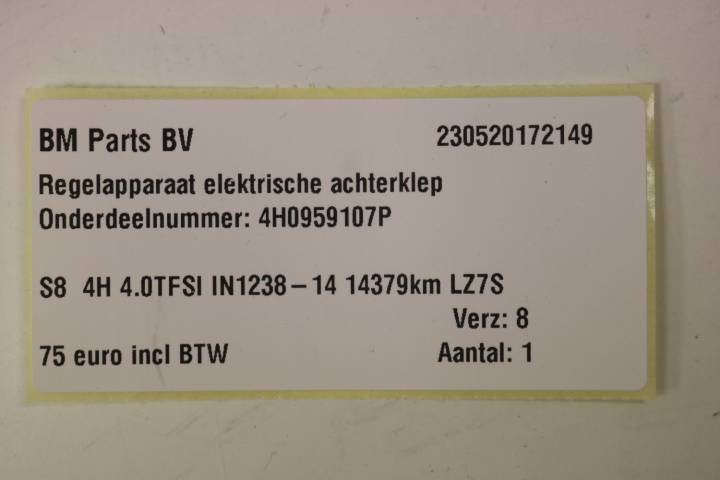 BM Parts BV 230520172149
Regelapparaat elektrische achterklep
Onderdeelnummer: 4H0959107P
S8 4H 4.0TFSI IN1238-14 14379km LZ7S
Verz: 8
75 euro incl BTW Aantal: 1